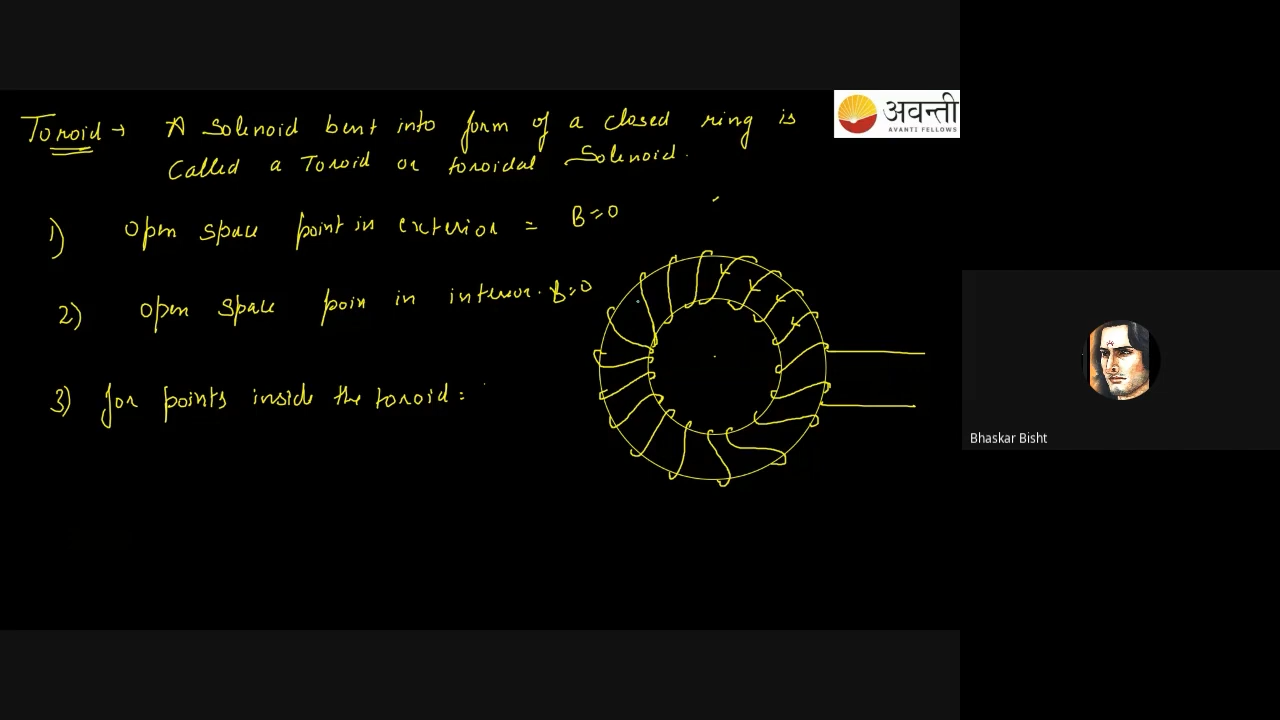 Toroid → A solenoid bent into form of a closed ring is
called a Toroid or toroidal solenoid.
अवन्ती
AVANTI FELLOWS
1) Open space point in exterior = B=0
2) Open space poin in interior. B=0
3) for points inside the toroid =
Bhaskar Bisht